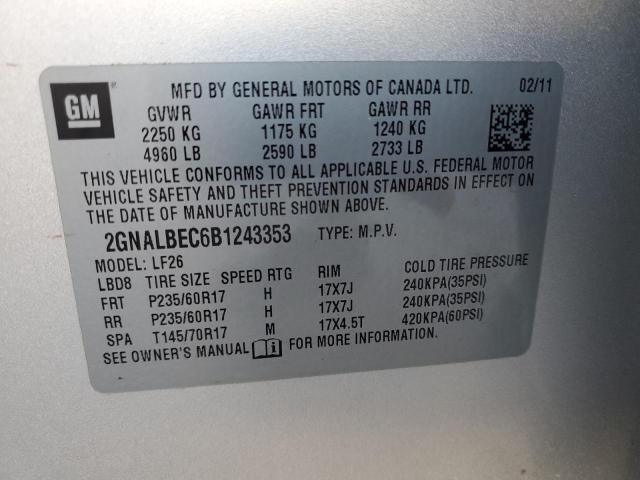 GM
MFD BY GENERAL MOTORS OF CANADA LTD. 02/11
GVWR GAWR FRT GAWR RR
2250 KG 1175 KG 1240 KG
4960 LB 2590 LB 2733 LB
THIS VEHICLE CONFORMS TO ALL APPLICABLE U.S. FEDERAL MOTOR
VEHICLE SAFETY AND THEFT PREVENTION STANDARDS IN EFFECT ON
THE DATE OF MANUFACTURE SHOWN ABOVE.
2GNALBEC6B1243353 TYPE: M.P.V.
MODEL: LF26
LBD8 TIRE SIZE SPEED RTG RIM COLD TIRE PRESSURE
FRT P235/60R17 H 17X7J 240KPA(35PSI)
RR P235/60R17 H 17X7J 240KPA(35PSI)
SPA T145/70R17 M 17X4.5T 420KPA(60PSI)
SEE OWNER'S MANUAL FOR MORE INFORMATION.